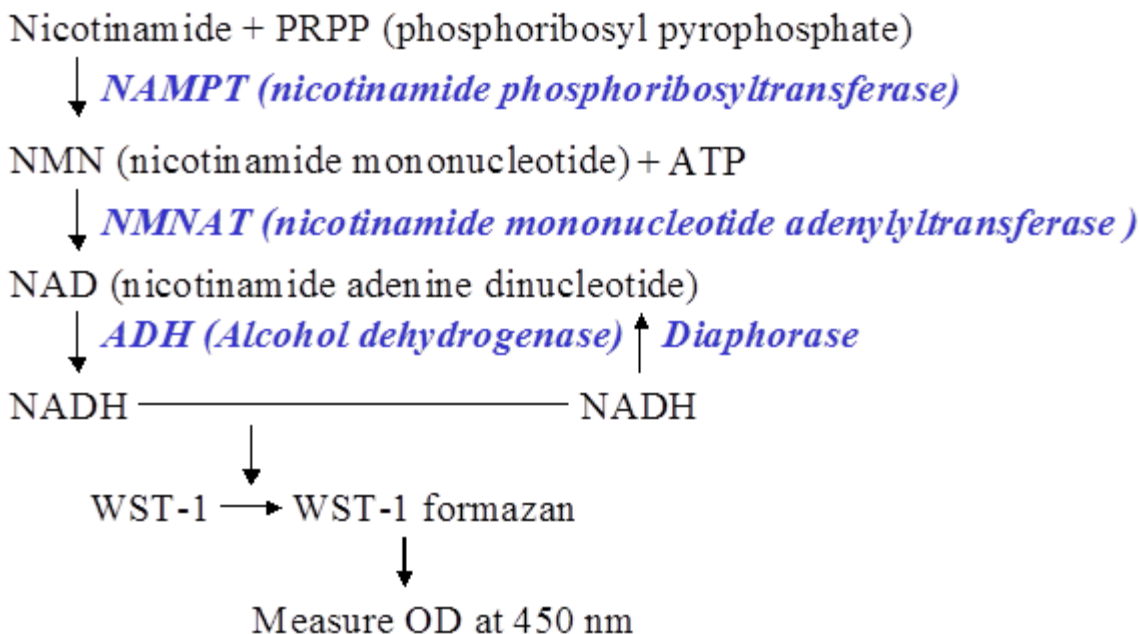 Nicotinamide + PRPP (phosphoribosyl pyrophosphate)
NAMPT (nicotinamide phosphoribosyltransferase)
NMN (nicotinamide mononucleotide) + ATP
NMNAT (nicotinamide mononucleotide adenylyltransferase )
NAD (nicotinamide adenine dinucleotide)
ADH (Alcohol dehydrogenase) Diaphorase
NADH NADH
WST-1 WST-1 formazan
Measure OD at 450 nm